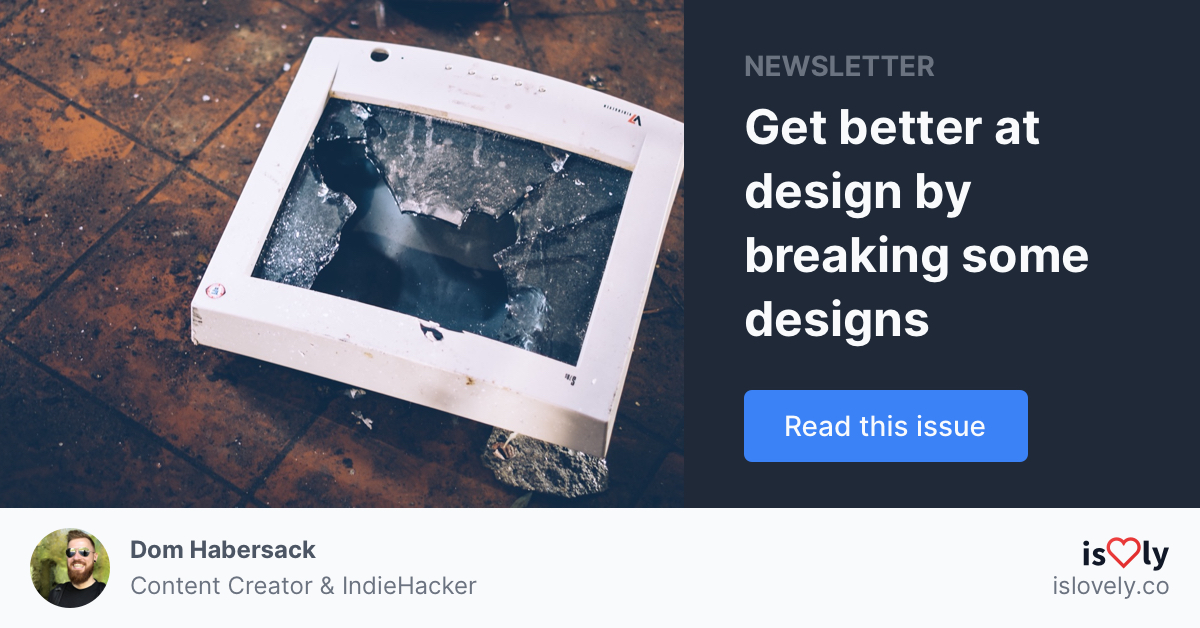 NEWSLETTER
Get better at
design by
breaking some
designs
Read this issue
Dom Habersack
Content Creator & IndieHacker
is♡ly
islovely.co